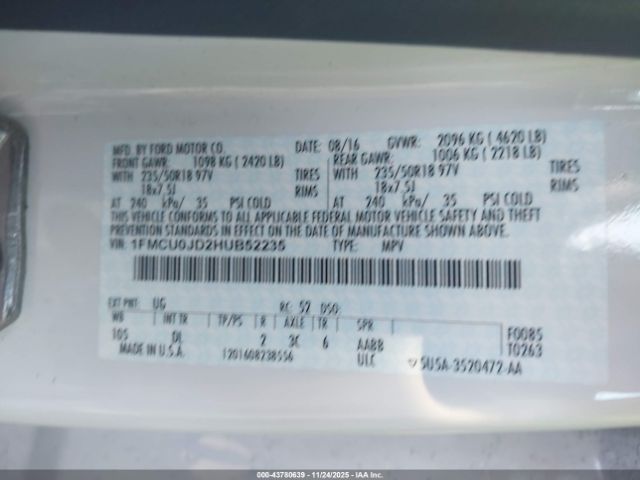 MFD. BY FORD MOTOR CO. DATE: 08/16 GVWR: 2096 KG ( 4620 LB)
FRONT GAWR: 1098 KG ( 2420 LB) REAR GAWR: 1006 KG ( 2218 LB)
WITH 235/50R18 97V TIRES WITH 235/50R18 97V TIRES
18x7.5J RIMS 18x7.5J RIMS
AT 240 kPa/ 35 PSI COLD AT 240 kPa/ 35 PSI COLD
THIS VEHICLE CONFORMS TO ALL APPLICABLE FEDERAL MOTOR VEHICLE SAFETY AND THEFT
PREVENTION STANDARDS IN EFFECT ON THE DATE OF MANUFACTURE SHOWN ABOVE.
VIN: 1FMCU0JD2HUB52235 TYPE: MPV
EXT PNT: UG RC: 52 DSO:
WB INT TR TP/PS R AXLE TR SPR
105 DL 2 3C 6 AABB F0085
MADE IN U.S.A. 1201608238556 ULC T0263
5U5A-3520472-AA
000-43780639 - 11/24/2025 - IAA Inc.